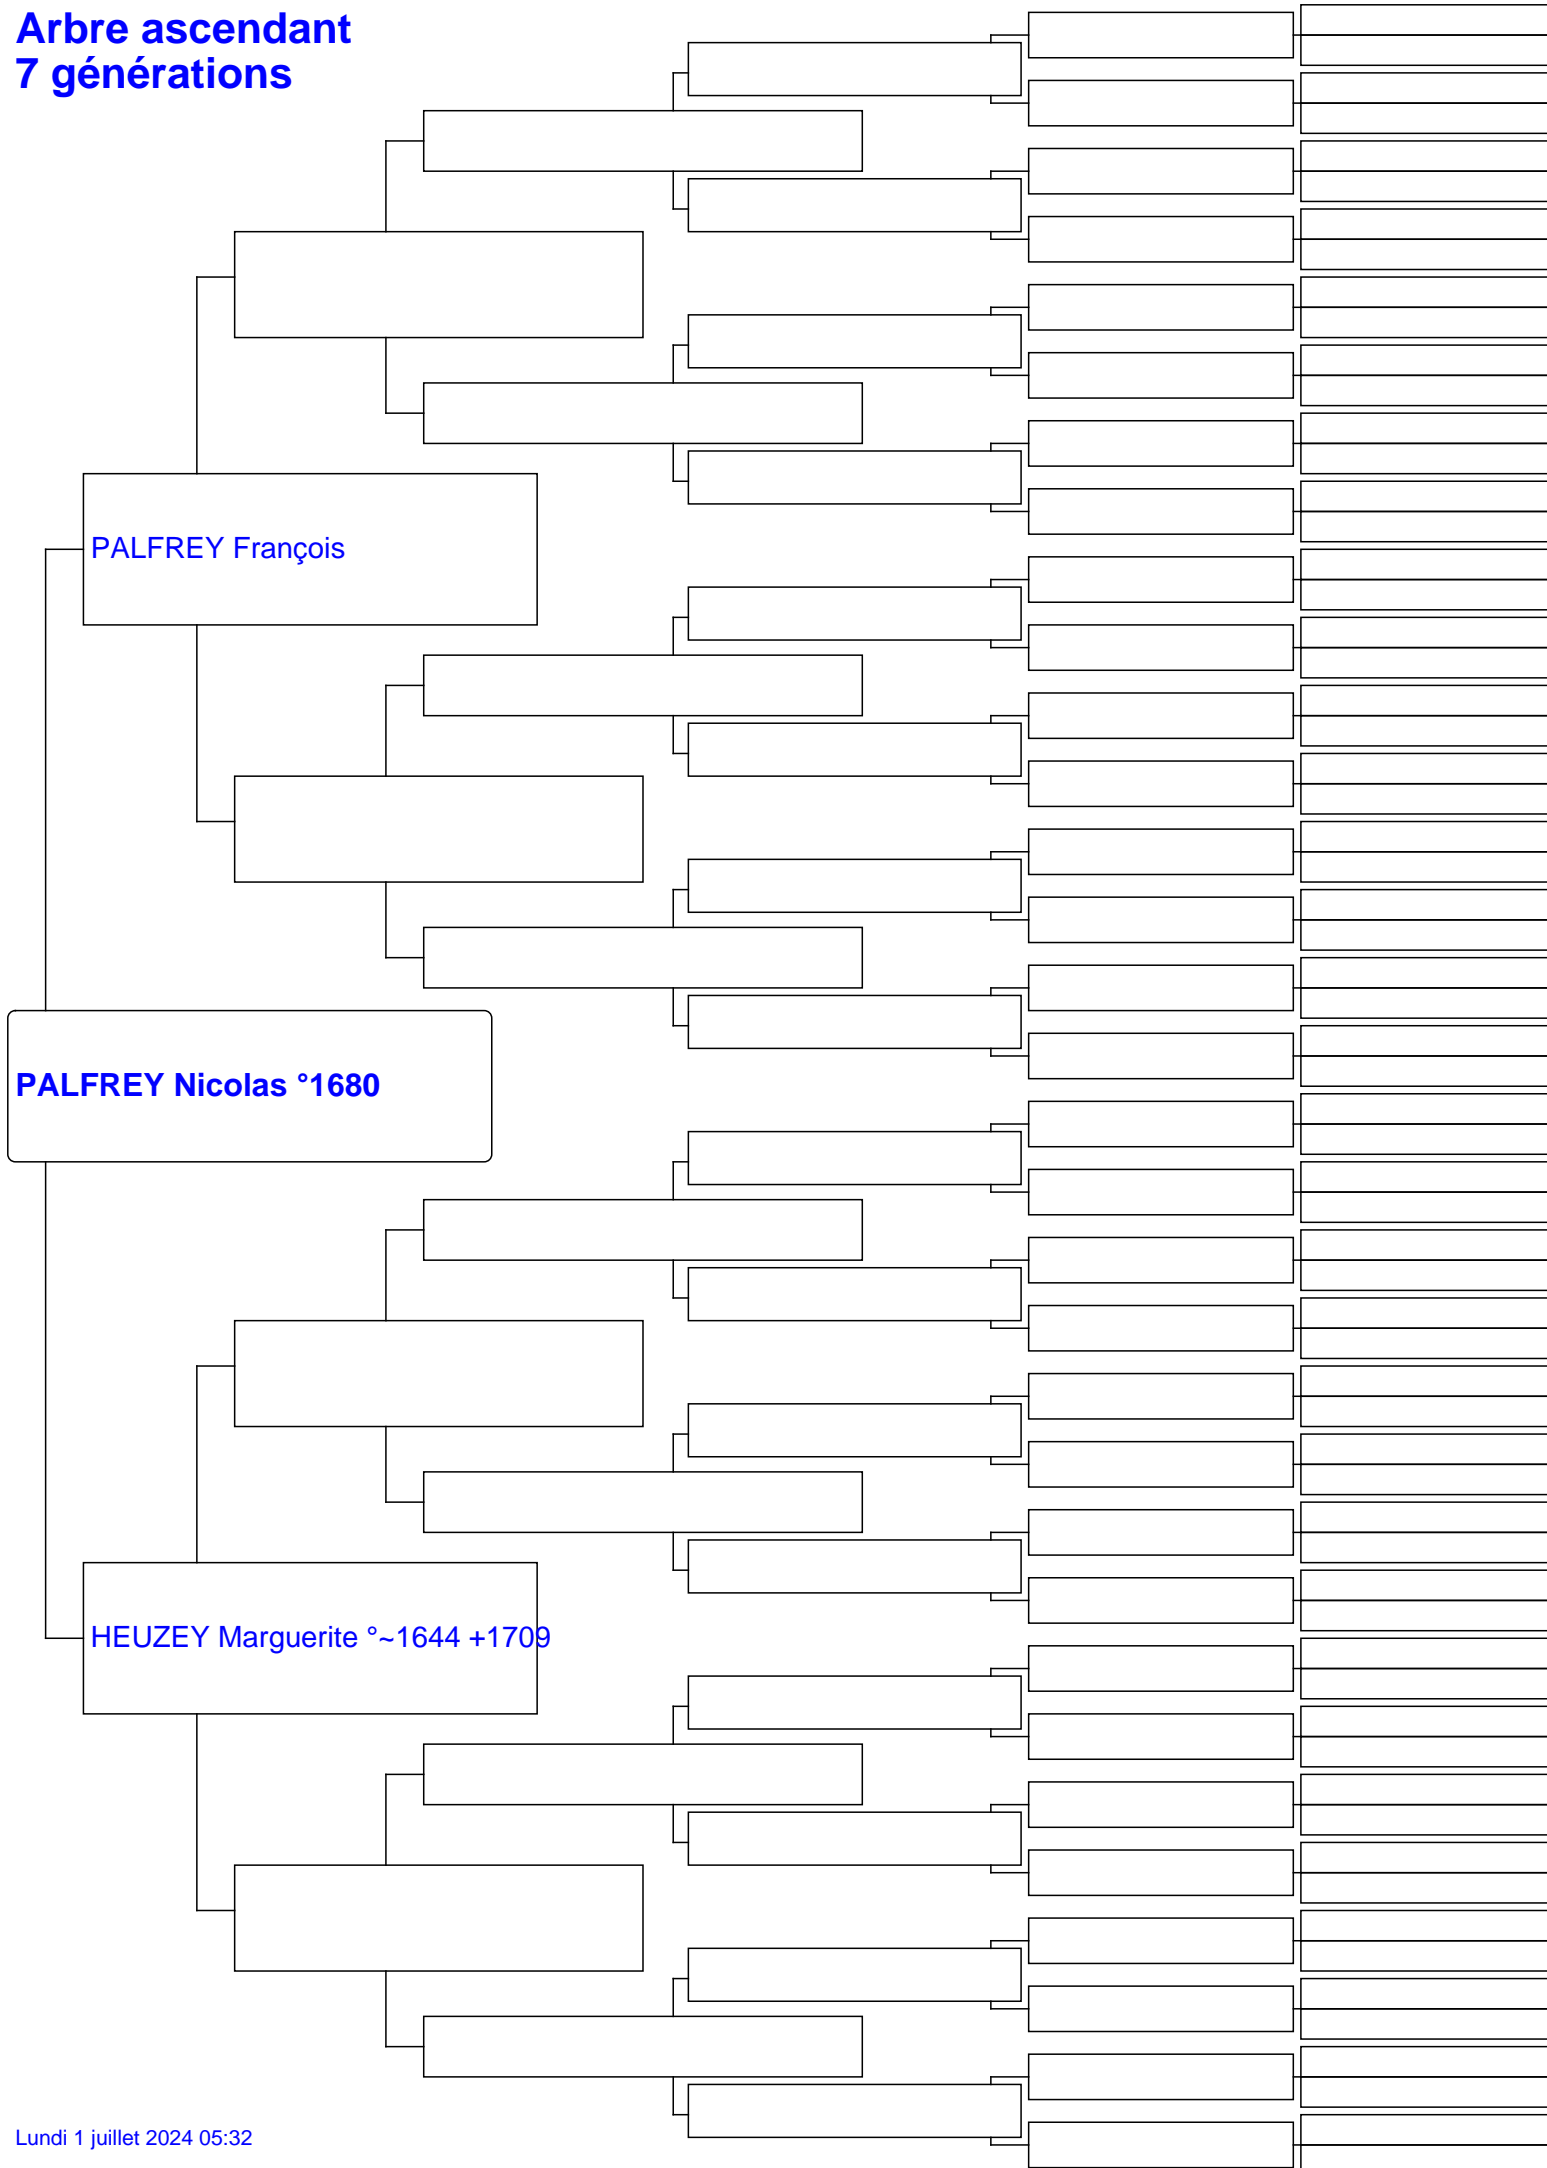 Arbre ascendant
7 générations
PALFREY François
PALFREY Nicolas °1680
HEUZEY Marguerite °~1644 +1709
Lundi 1 juillet 2024 05:32